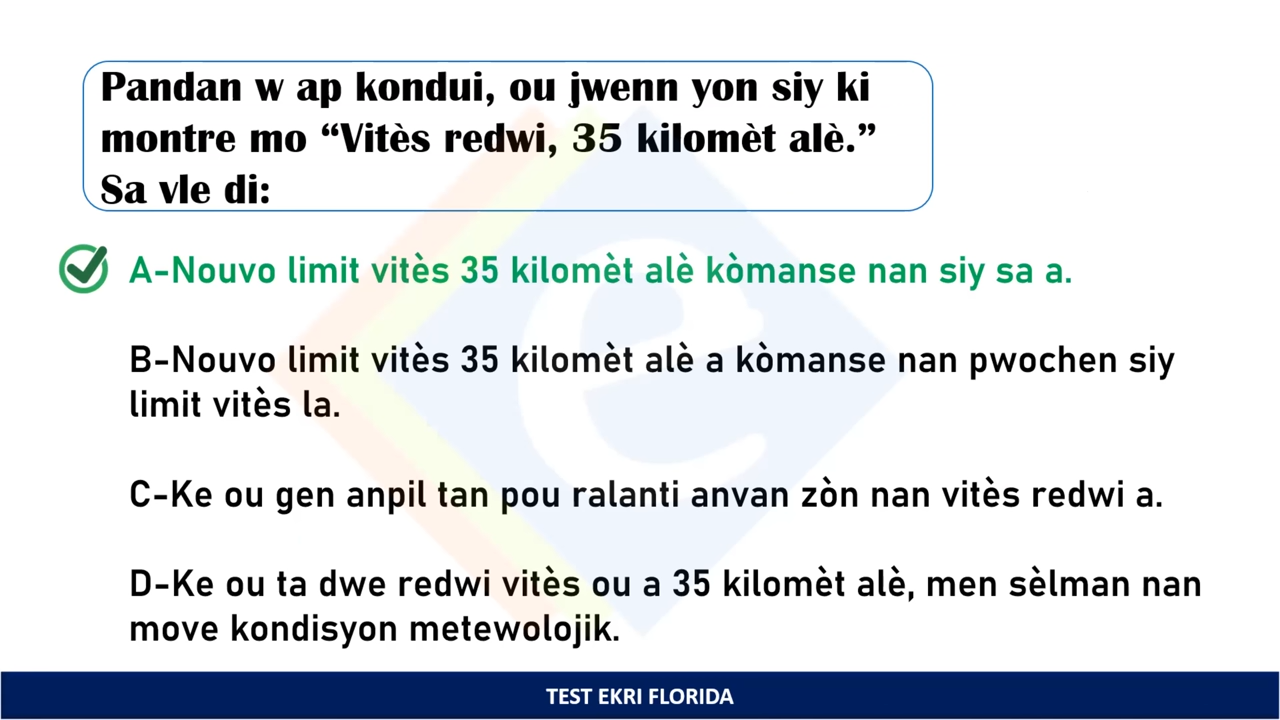 Pandan w ap kondui, ou jwenn yon siy ki
montre mo “Vitès redwi, 35 kilomèt alè.”
Sa vle di:
A-Nouvo limit vitès 35 kilomèt alè kòmanse nan siy sa a.
B-Nouvo limit vitès 35 kilomèt alè a kòmanse nan pwochen siy
limit vitès la.
C-Ke ou gen anpil tan pou ralanti anvan zòn nan vitès redwi a.
D-Ke ou ta dwe redwi vitès ou a 35 kilomèt alè, men sèlman nan
move kondisyon metewolojik.
TEST EKRI FLORIDA